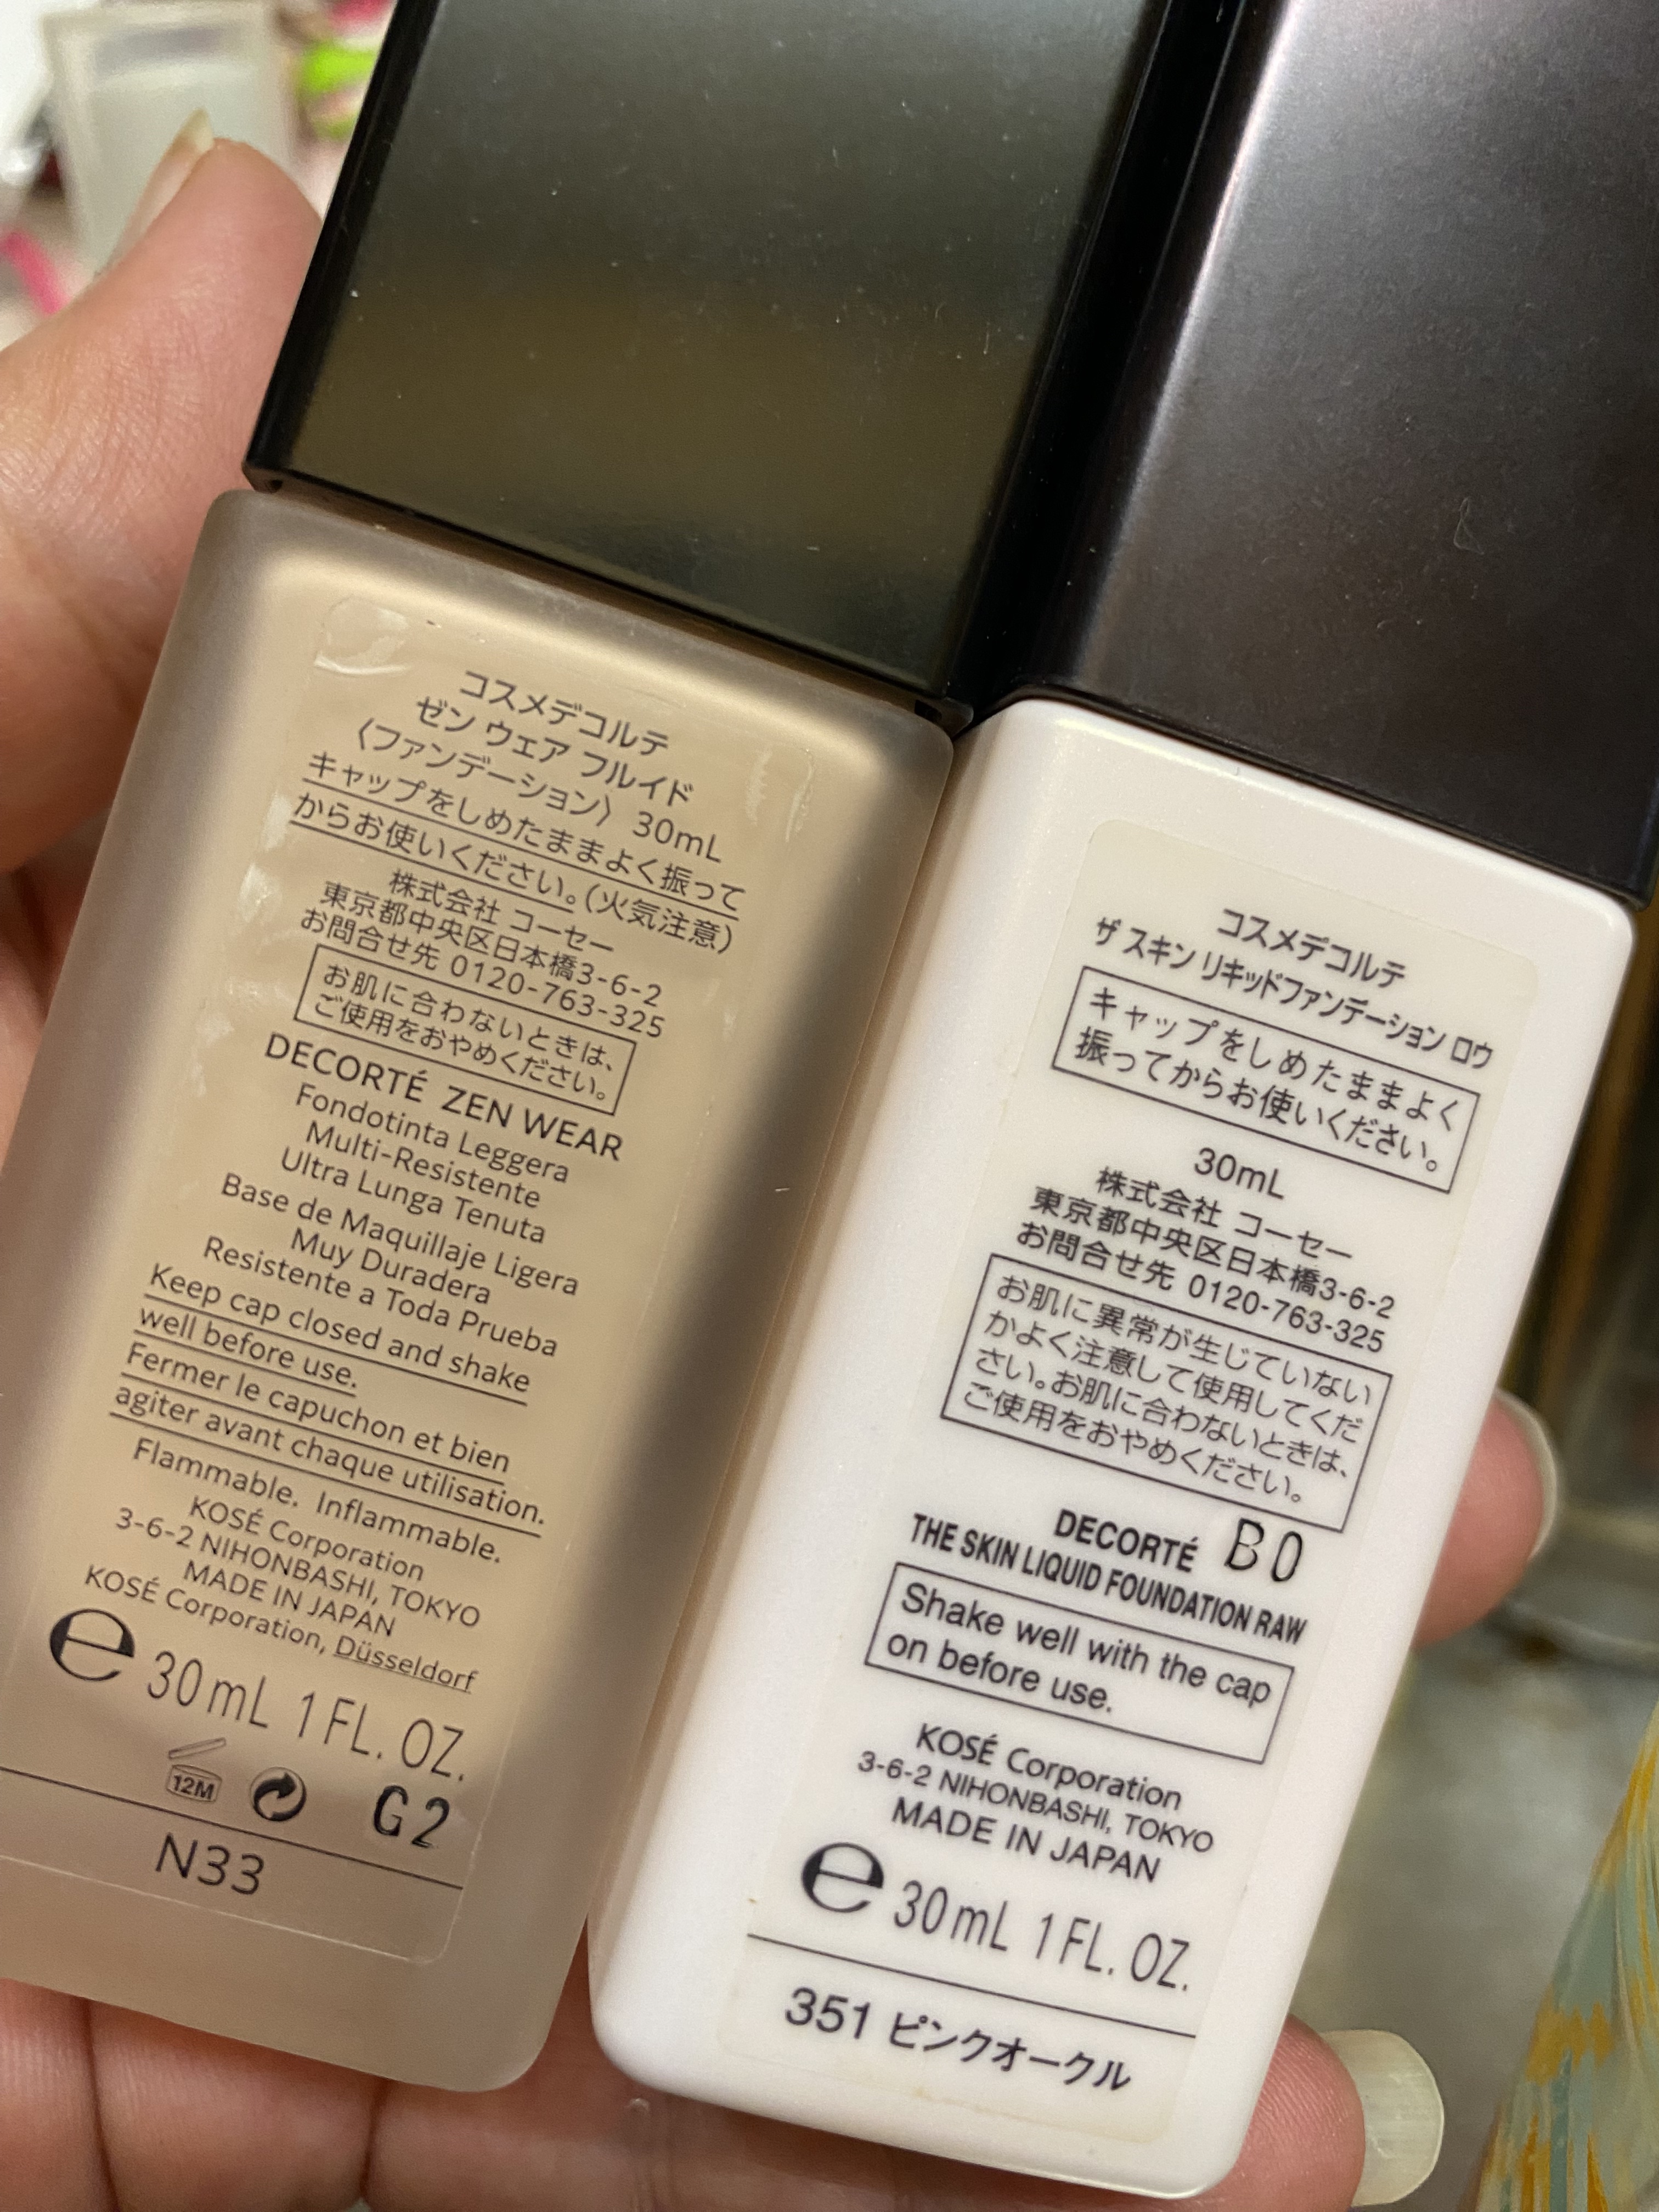 コスメデコルテ
ゼン ウェア フルイド
〈ファンデーション〉 30mL
キャップをしめたままよく振って
からお使いください。(火気注意)
株式会社 コーセー
東京都中央区日本橋3-6-2
お問合せ先 0120-763-325
お肌に合わないときは、
ご使用をおやめください。
DECORTÉ ZEN WEAR
Fondotinta Leggera
Multi-Resistente
Ultra Lunga Tenuta
Base de Maquillaje Ligera
Muy Duradera
Resistente a Toda Prueba
Keep cap closed and shake
well before use.
Fermer le capuchon et bien
agiter avant chaque utilisation.
Flammable. Inflammable.
KOSÉ Corporation
3-6-2 NIHONBASHI, TOKYO
MADE IN JAPAN
KOSÉ Corporation, Düsseldorf
℮ 30 mL 1 FL. OZ.
12M G2
N33
コスメデコルテ
ザ スキン リキッドファンデーション ロウ
キャップをしめたままよく
振ってからお使いください。
30mL
株式会社 コーセー
東京都中央区日本橋3-6-2
お問合せ先 0120-763-325
お肌に異常が生じていない
かよく注意して使用してくだ
さい。お肌に合わないときは、
ご使用をおやめください。
DECORTÉ B0
THE SKIN LIQUID FOUNDATION RAW
Shake well with the cap
on before use.
KOSÉ Corporation
3-6-2 NIHONBASHI, TOKYO
MADE IN JAPAN
℮ 30 mL 1 FL. OZ.
351 ピンクオークル